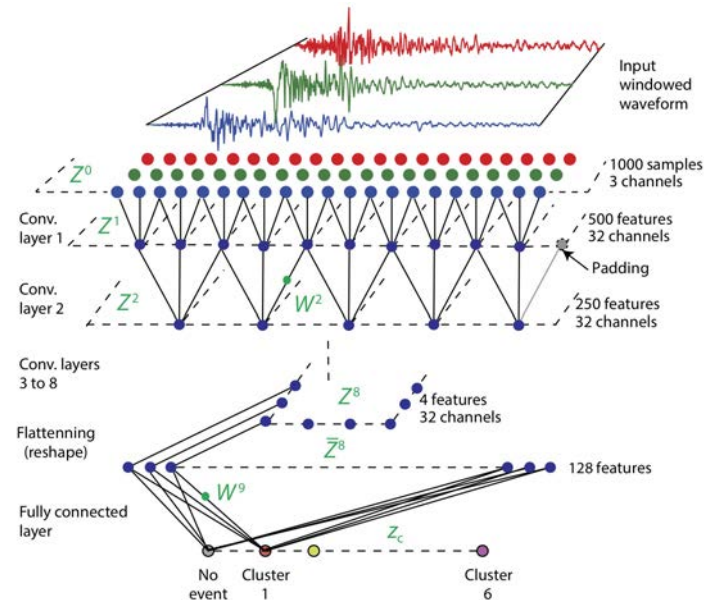 Input
windowed
waveform
Z⁰
1000 samples
3 channels
Conv.
layer 1
Z¹
500 features
32 channels
Padding
Conv.
layer 2
Z²
W²
250 features
32 channels
Conv. layers
3 to 8
Z⁸
4 features
32 channels
Flattenning
(reshape)
Z̅⁸
128 features
W⁹
Fully connected
layer
z_c
No
event
Cluster
1
Cluster
6